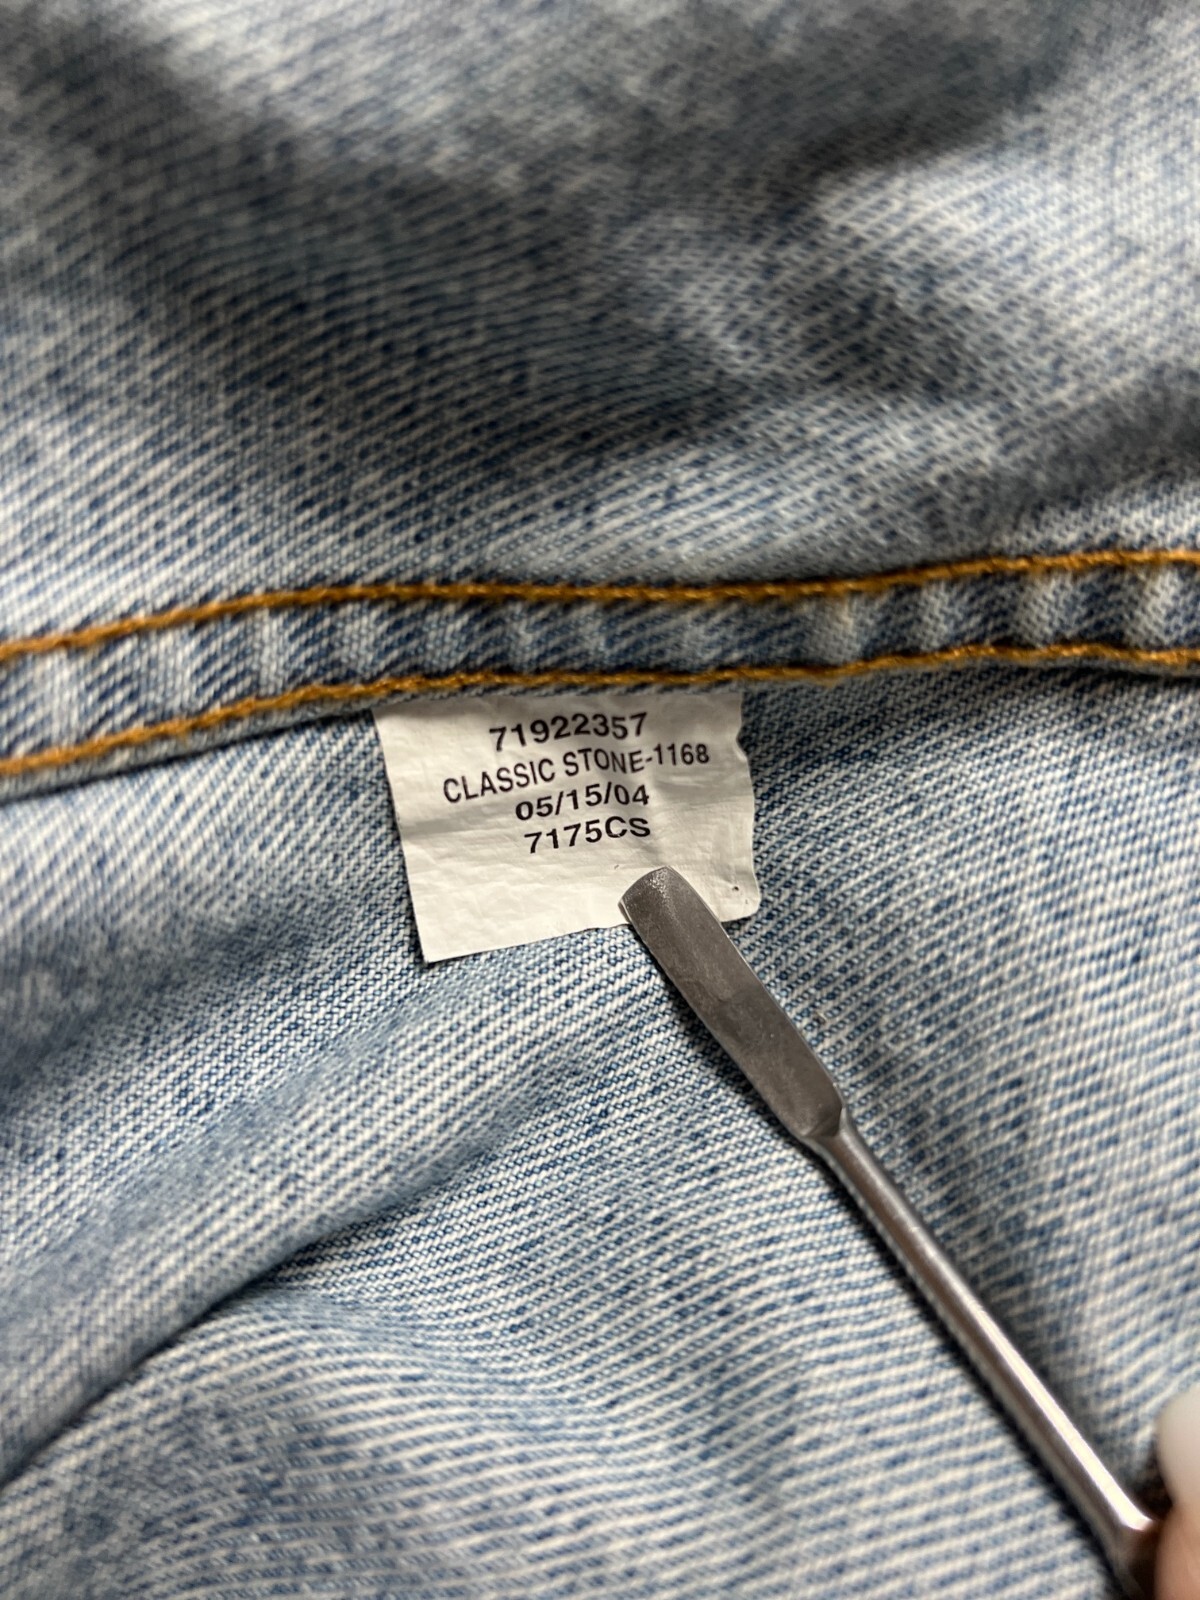 71922357
CLASSIC STONE-1168
05/15/04
7175CS